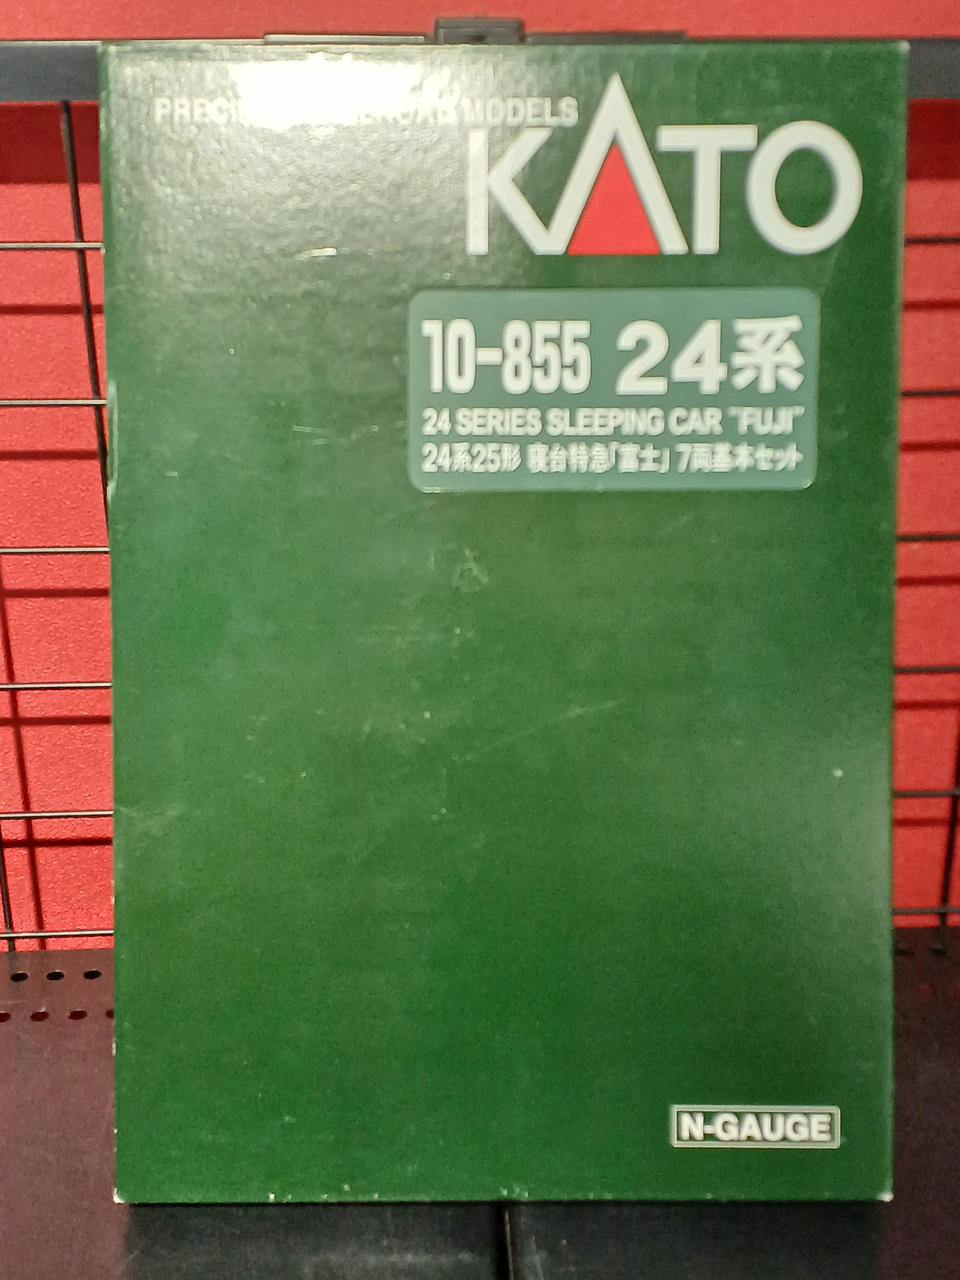 MODELS
KATO
10-855 24系
24 SERIES SLEEPING CAR "FUJI"
24系25形 寝台特急「富士」 7両基本セット
N-GAUGE